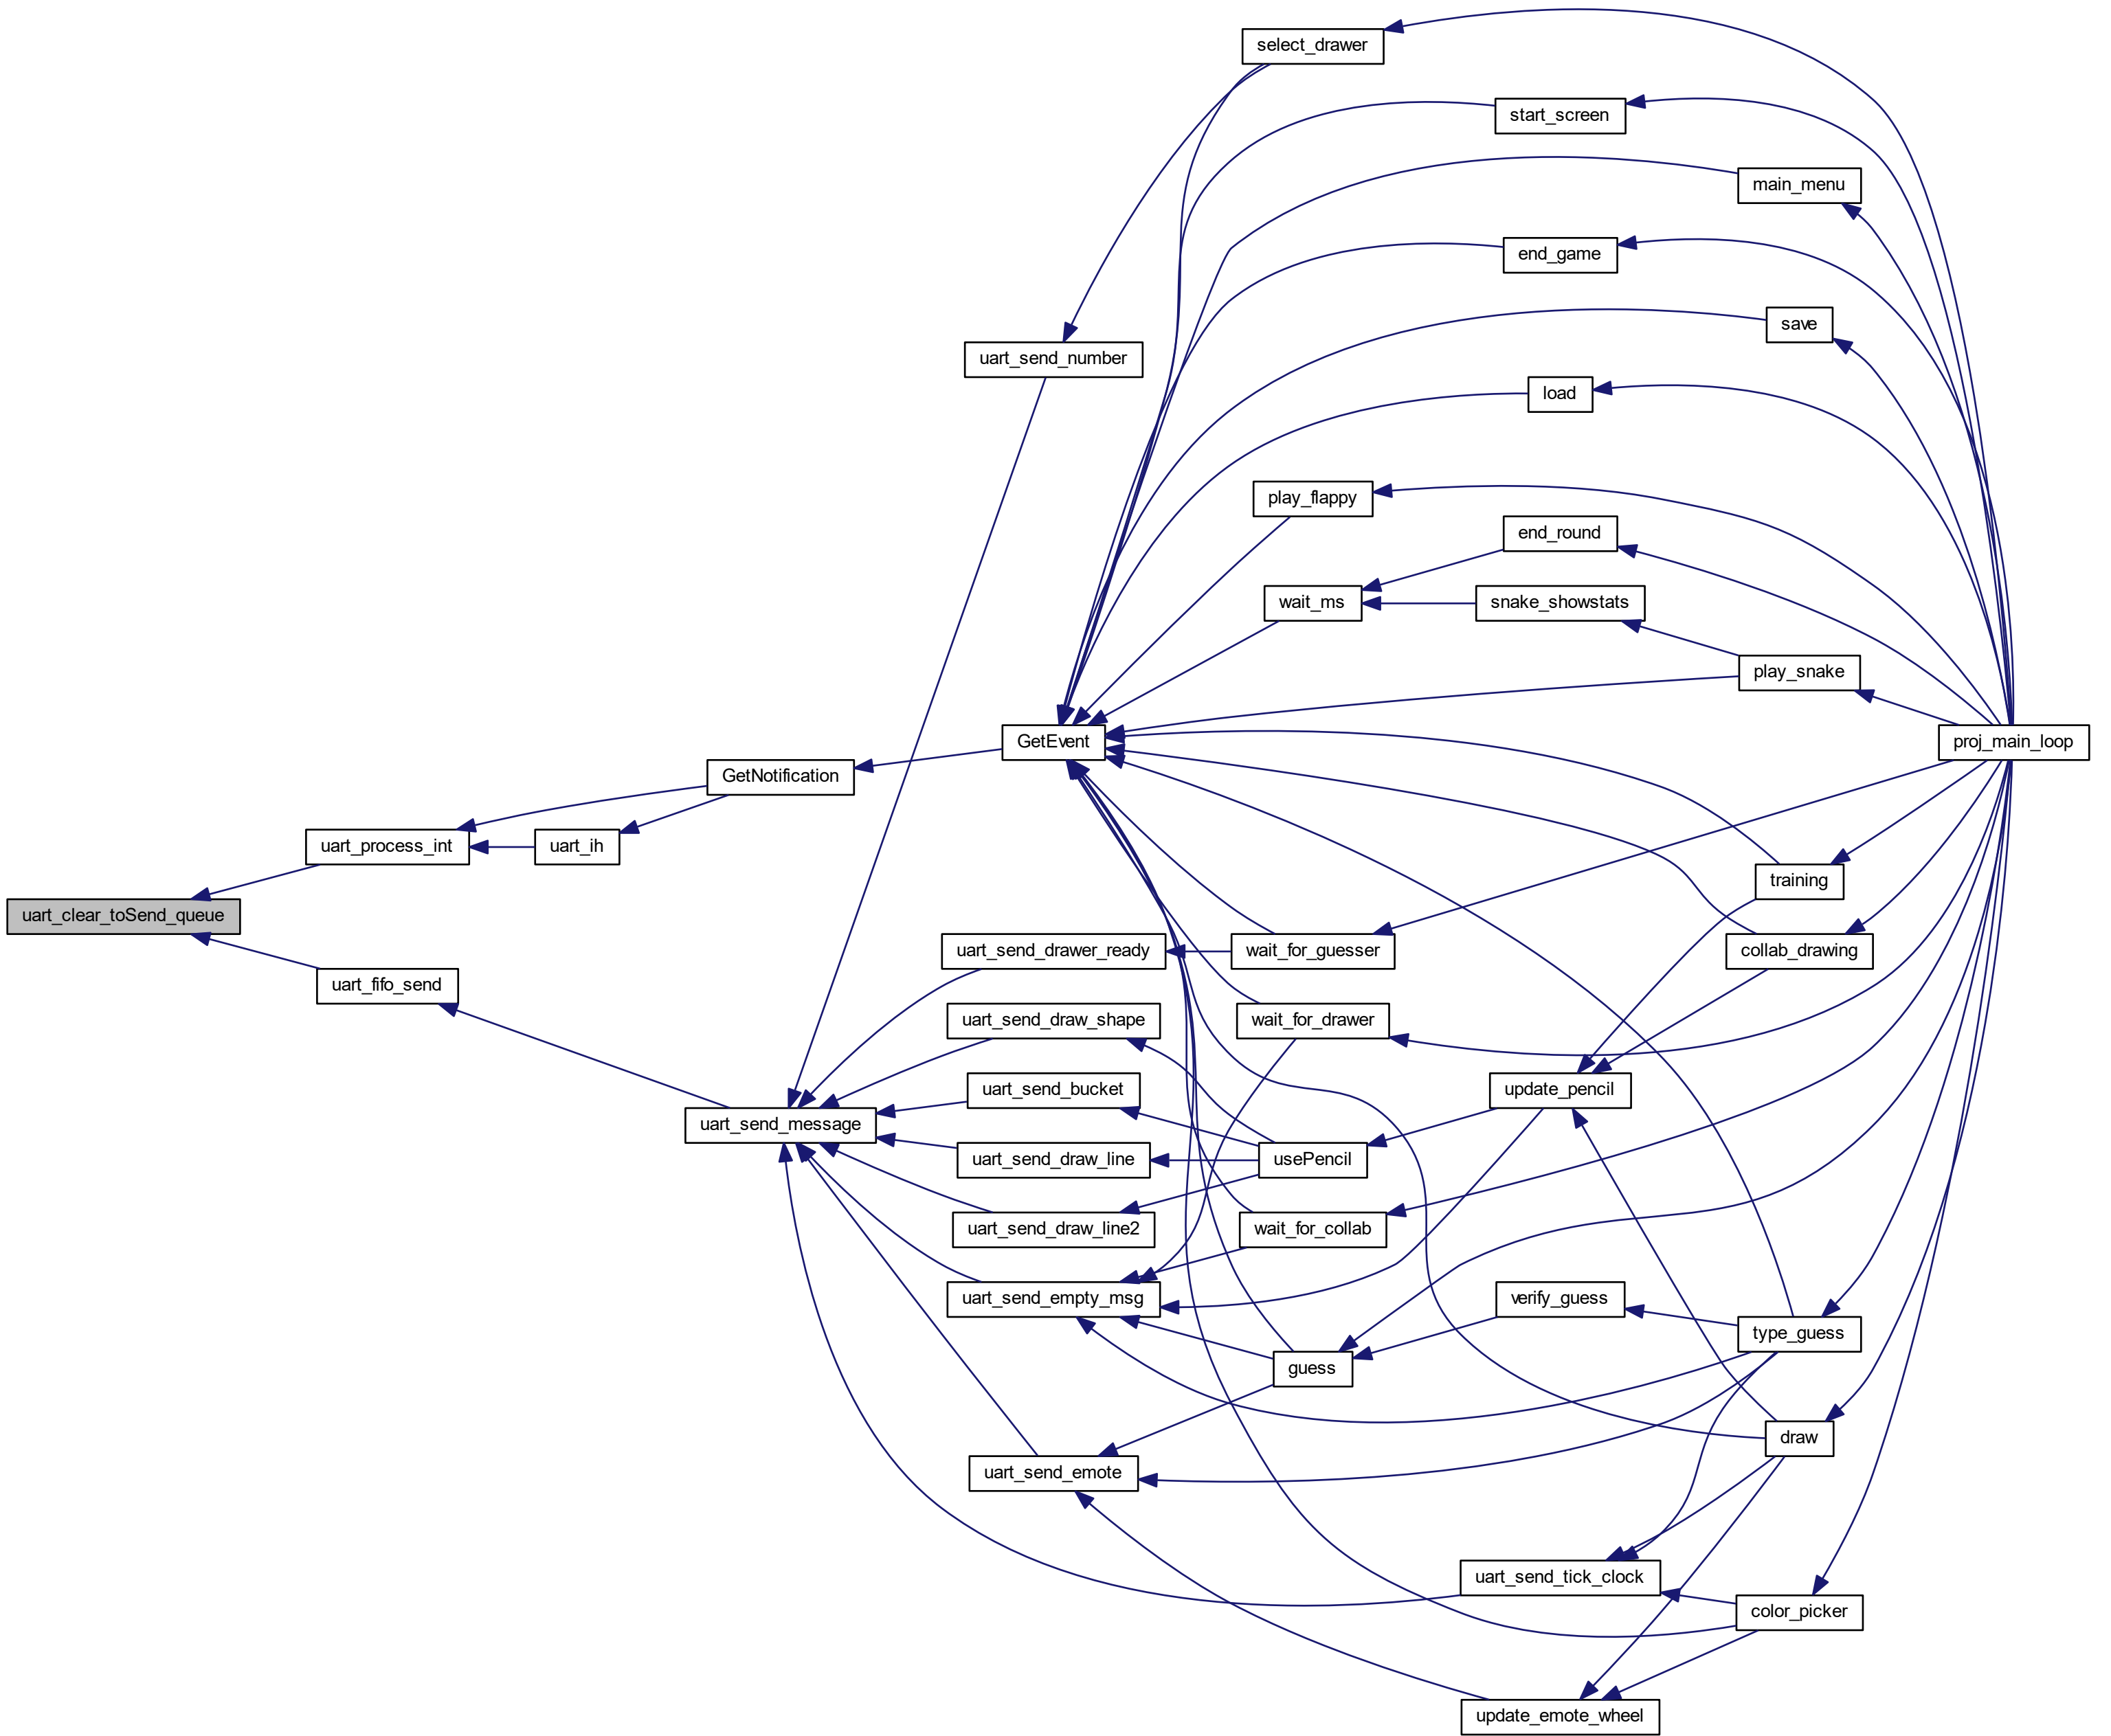 select_drawer
start_screen
main_menu
end_game
save
uart_send_number
load
play_flappy
end_round
wait_ms
snake_showstats
play_snake
GetEvent
proj_main_loop
GetNotification
uart_process_int
uart_ih
training
uart_clear_toSend_queue
uart_send_drawer_ready
wait_for_guesser
collab_drawing
uart_fifo_send
uart_send_draw_shape
wait_for_drawer
uart_send_bucket
update_pencil
uart_send_message
uart_send_draw_line
usePencil
uart_send_draw_line2
wait_for_collab
uart_send_empty_msg
verify_guess
type_guess
guess
draw
uart_send_emote
uart_send_tick_clock
color_picker
update_emote_wheel